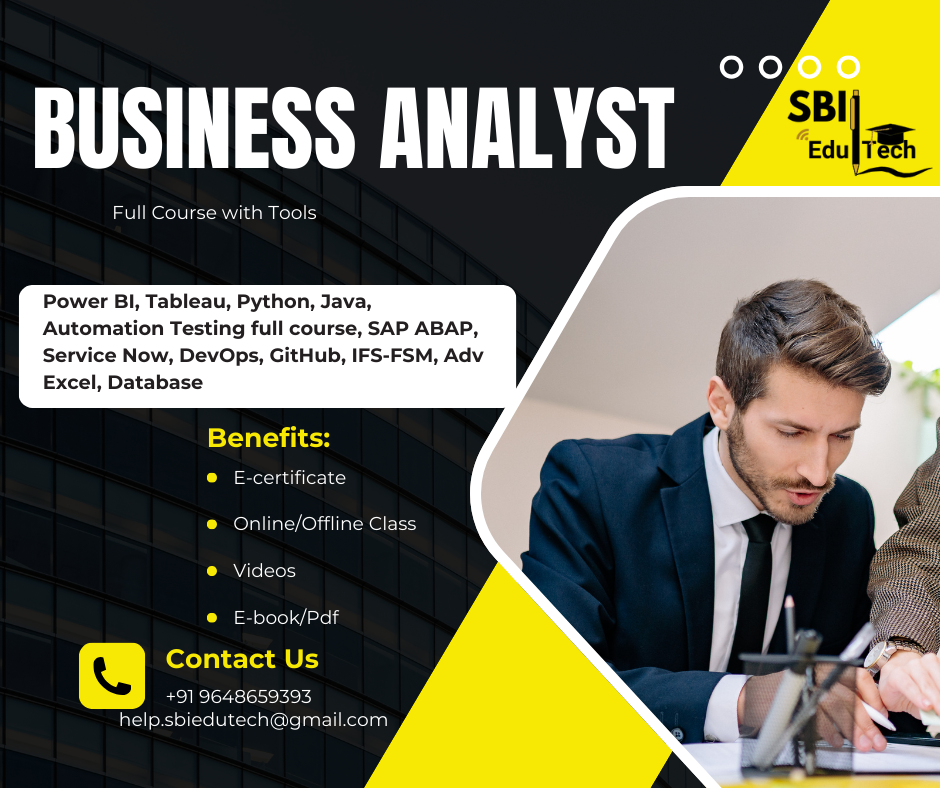 BUSINESS ANALYST
SBI
Edu Tech
Full Course with Tools
Power BI, Tableau, Python, Java,
Automation Testing full course, SAP ABAP,
Service Now, DevOps, GitHub, IFS-FSM, Adv
Excel, Database
Benefits:
E-certificate
Online/Offline Class
Videos
E-book/Pdf
Contact Us
+91 9648659393
help.sbiedutech@gmail.com